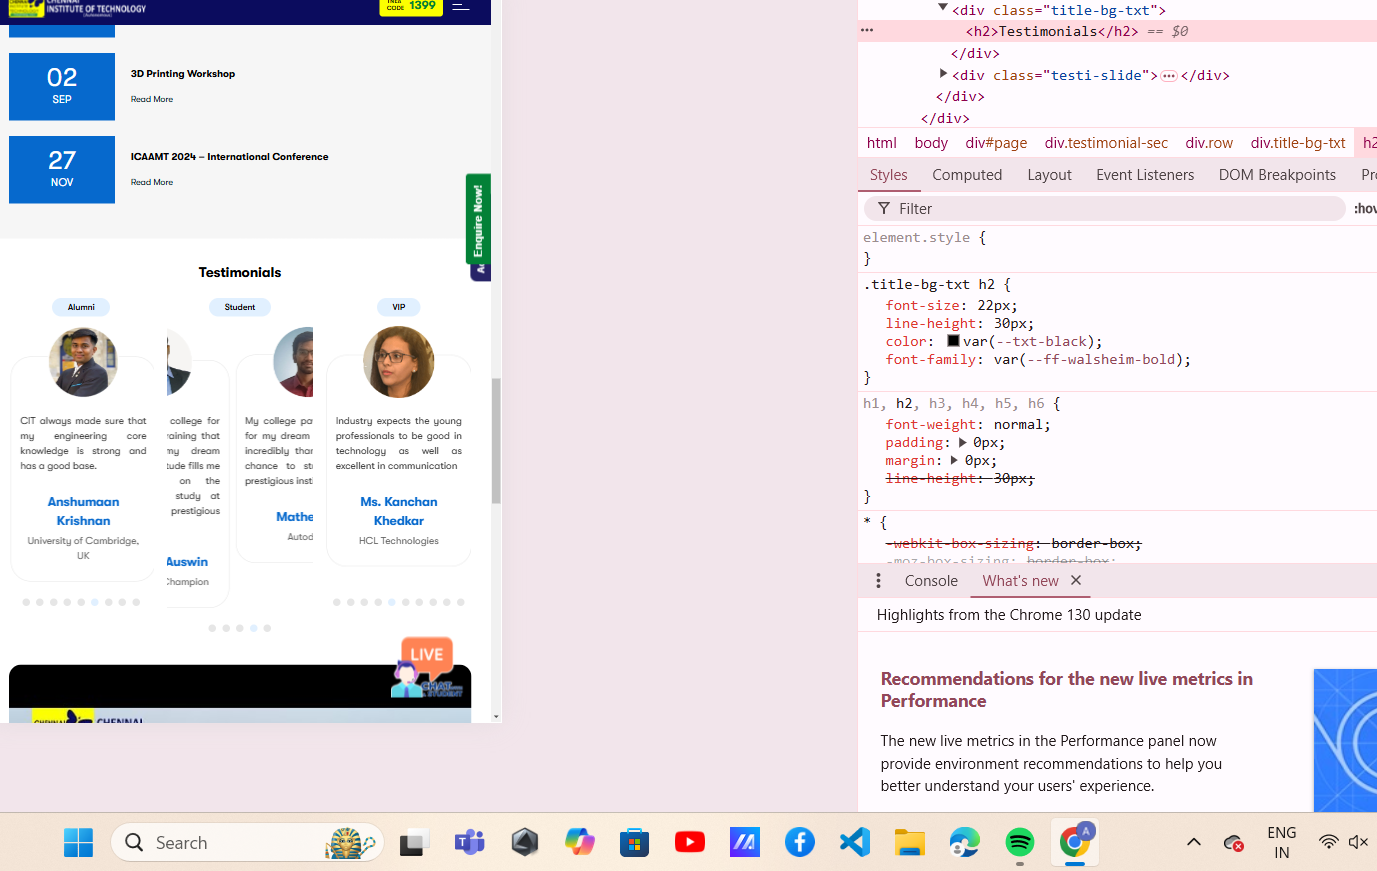 INSTITUTE OF TECHNOLOGY
CODE 1399
02
SEP
3D Printing Workshop
Read More
27
NOV
ICAAMT 2024 – International Conference
Read More
Enquire Now!
Testimonials
Alumni
Student
VIP
CIT always made sure that
my engineering core
knowledge is strong and
has a good base.
Anshumaan
Krishnan
University of Cambridge,
UK
college for
that
my dream
fills me
on the
study at
prestigious
Auswin
Champion
My college
for my dream
incredibly
chance to
prestigious
Industry expects the young
professionals to be good in
technology as well as
excellent in communication
Ms. Kanchan
Khedkar
HCL Technologies
LIVE
CHAT
STUDENT
CHENNAI
<div class="title-bg-txt">
<h2>Testimonials</h2> == $0
</div>
<div class="testi-slide"> </div>
</div>
</div>
html body div#page div.testimonial-sec div.row div.title-bg-txt h2
Styles Computed Layout Event Listeners DOM Breakpoints
Filter
:hov
element.style {
}
.title-bg-txt h2 {
font-size: 22px;
line-height: 30px;
color: var(--txt-black);
font-family: var(--ff-walsheim-bold);
}
h1, h2, h3, h4, h5, h6 {
font-weight: normal;
padding: 0px;
margin: 0px;
line-height: 30px;
}
* {
-webkit-box-sizing: border-box;
-moz-box-sizing: border-box;
Console What's new
Highlights from the Chrome 130 update
Recommendations for the new live metrics in
Performance
The new live metrics in the Performance panel now
provide environment recommendations to help you
better understand your users' experience.
Search
A
ENG
IN